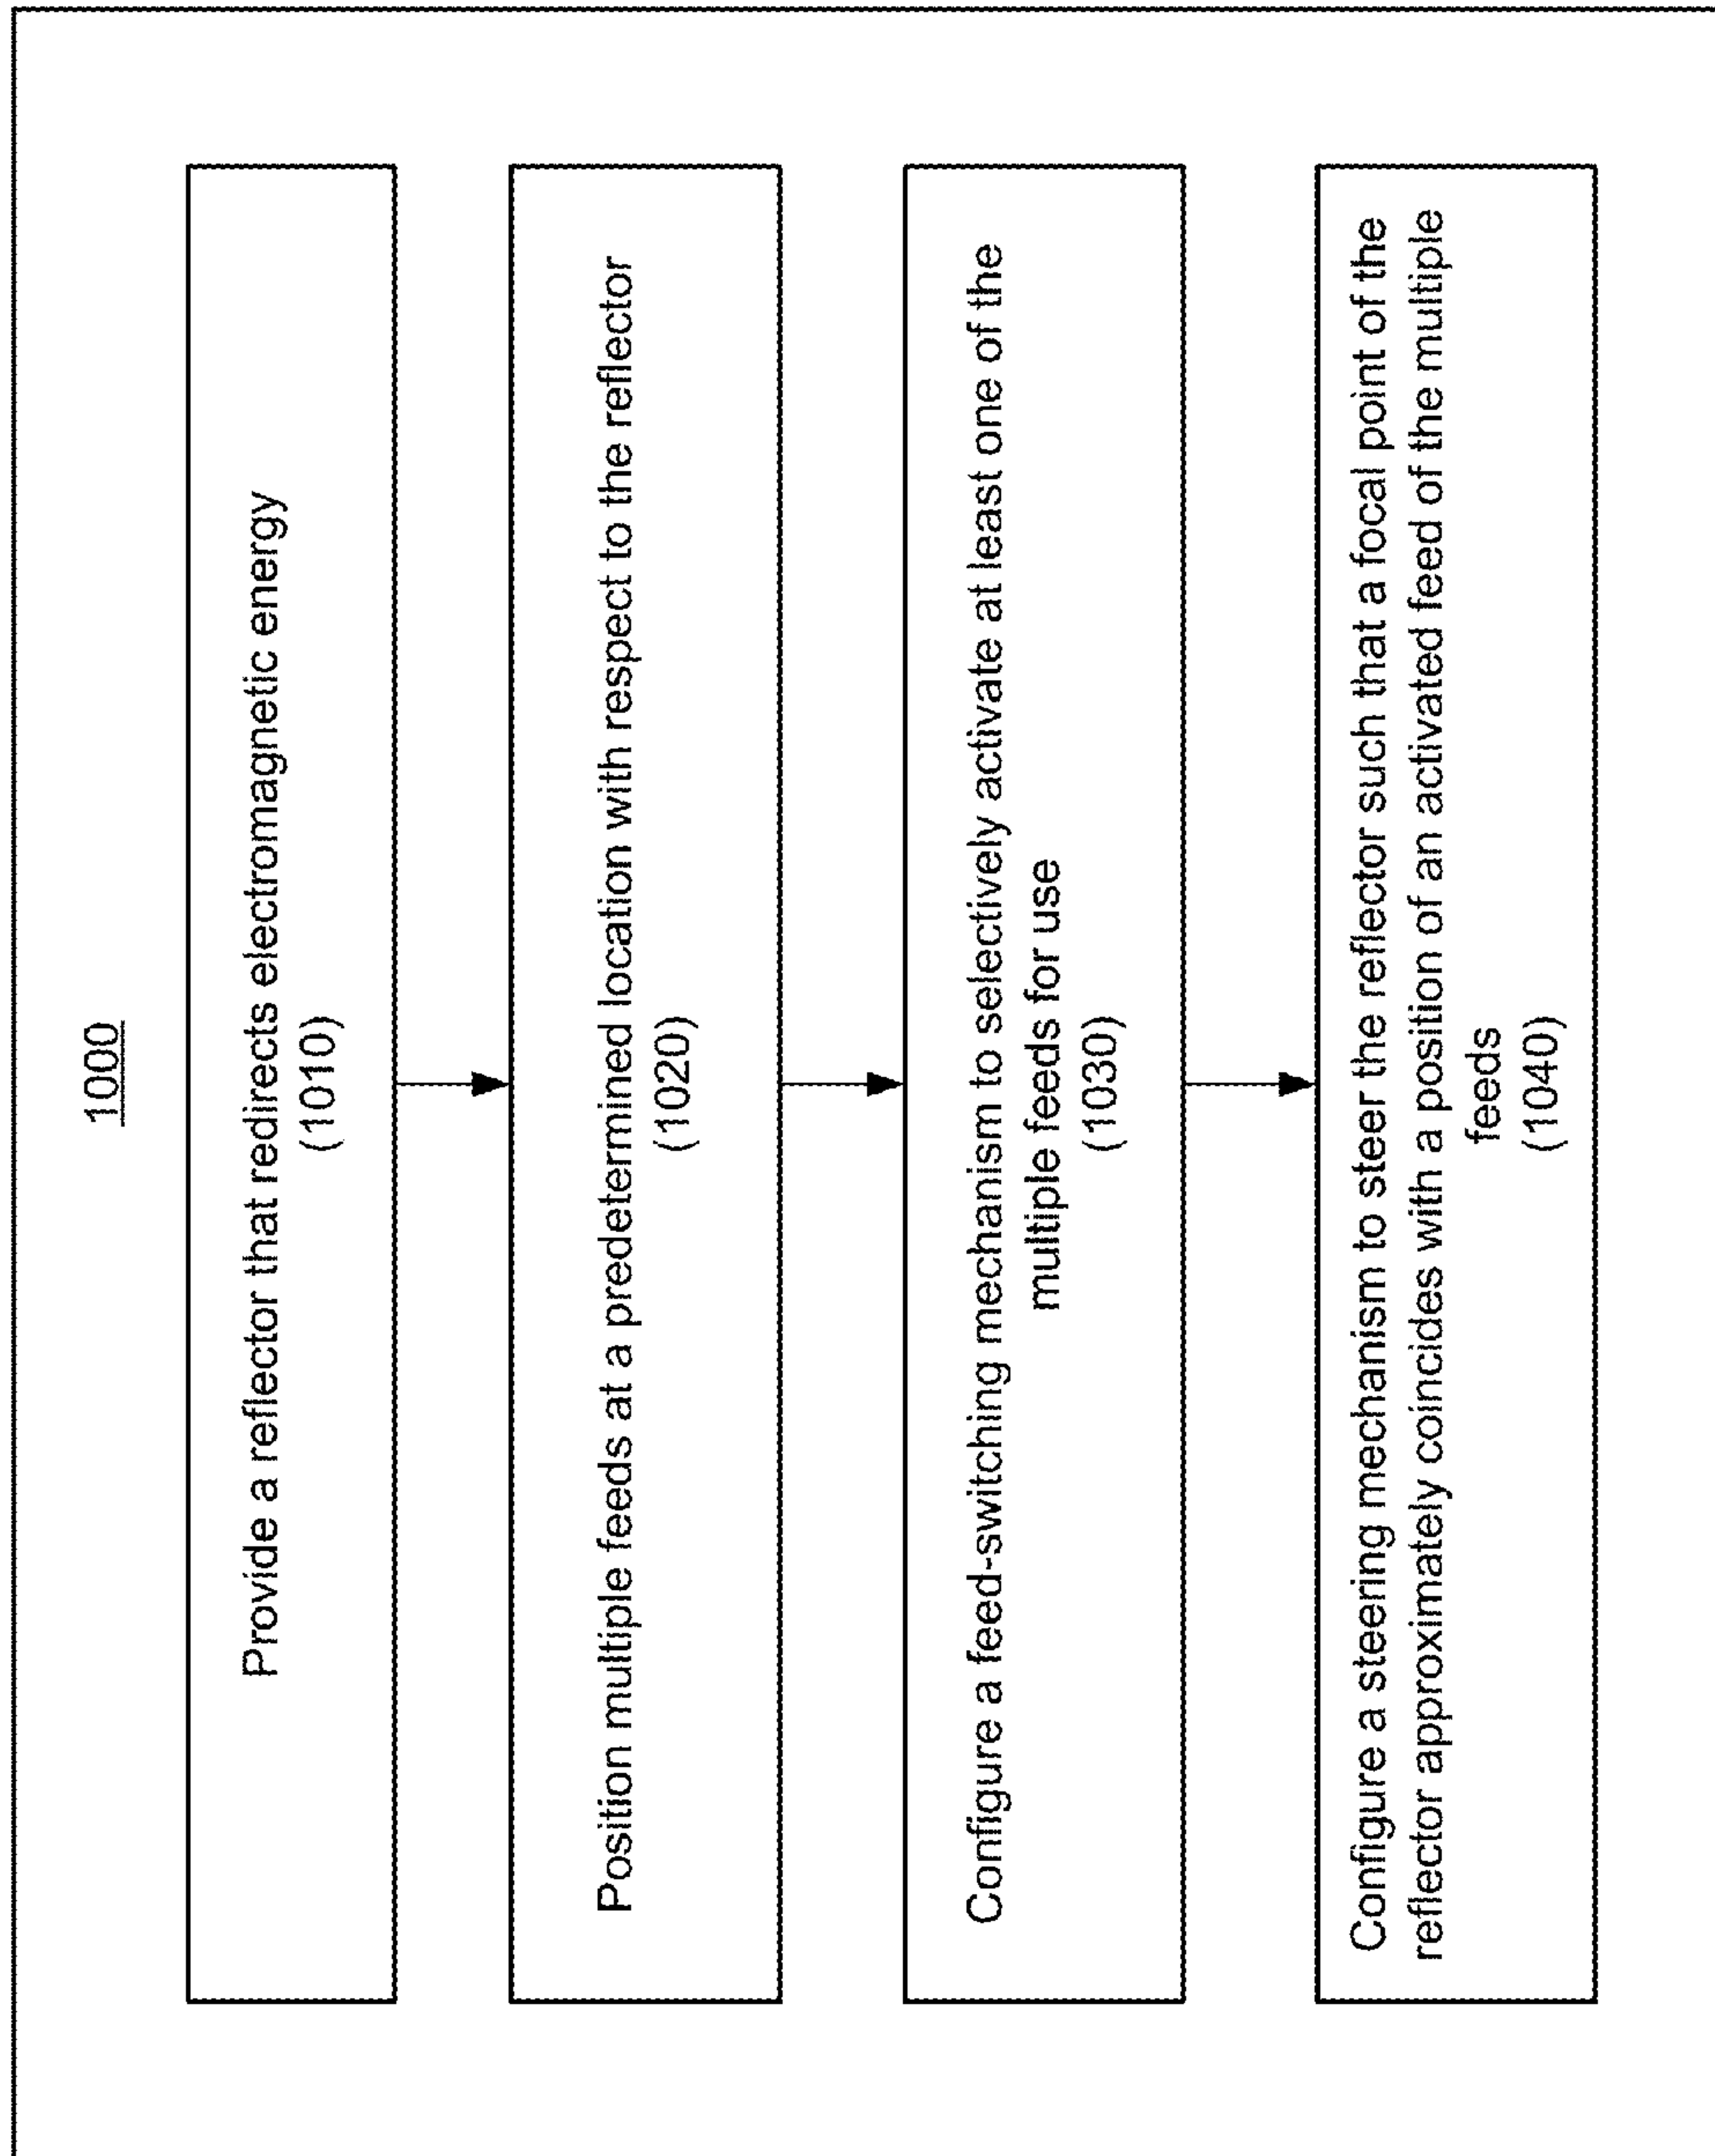 1000
Provide a reflector that redirects electromagnetic energy
(1010)
Position multiple feeds at a predetermined location with respect to the reflector
(1020)
Configure a feed-switching mechanism to selectively activate at least one of the
multiple feeds for use
(1030)
Configure a steering mechanism to steer the reflector such that a focal point of the
reflector approximately coincides with a position of an activated feed of the multiple
feeds
(1040)